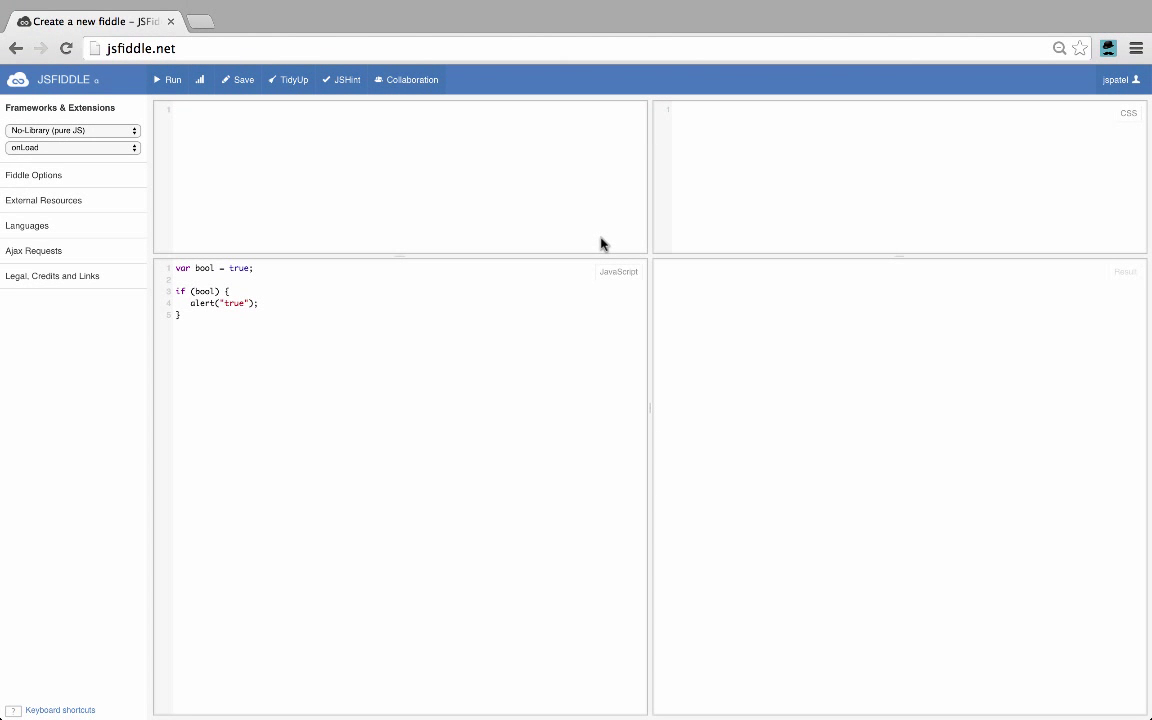 Create a new fiddle – JSFid
jsfiddle.net
JSFIDDLE α
Run
Save
TidyUp
JSHint
Collaboration
jspatel
Frameworks & Extensions
No-Library (pure JS)
onLoad
Fiddle Options
External Resources
Languages
Ajax Requests
Legal, Credits and Links
1
1
CSS
1 var bool = true;
2
3 if (bool) {
4 alert("true");
5 }
JavaScript
Result
? Keyboard shortcuts